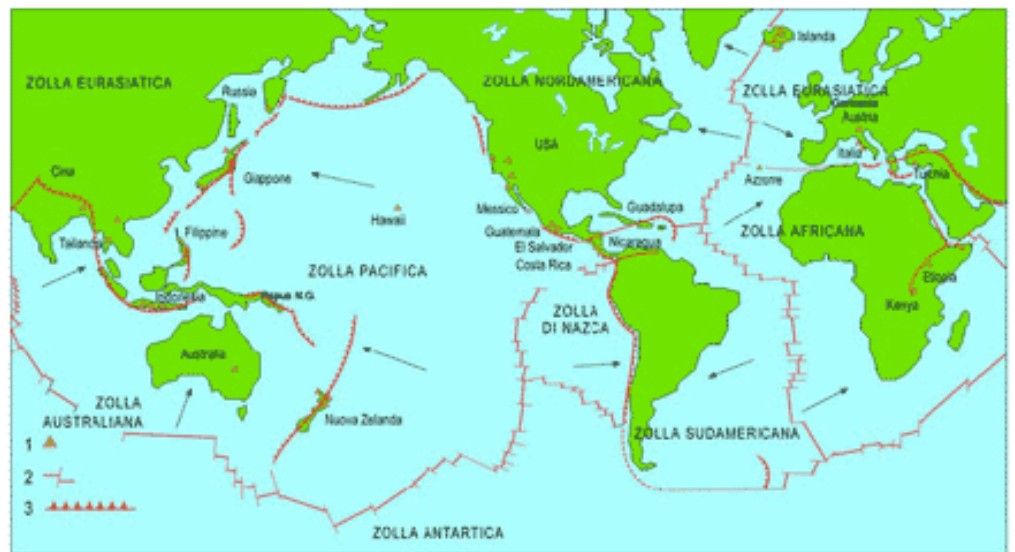 Islanda
ZOLLA EURASIATICA
ZOLLA NORDAMERICANA
ZOLLA EURASIATICA
Russia
Germania
Austria
USA
Italia
Cina
Giappone
Azzorre
Turchia
Messico
Guadalupa
Hawaii
Guatemala
Filippine
Tailandia
El Salvador
Nicaragua
ZOLLA AFRICANA
Costa Rica
ZOLLA PACIFICA
Etiopia
Indonesia
Papua N.G.
Kenya
ZOLLA
DI NAZCA
Australia
ZOLLA
AUSTRALIANA
Nuova Zelanda
ZOLLA SUDAMERICANA
1
2
3
ZOLLA ANTARTICA